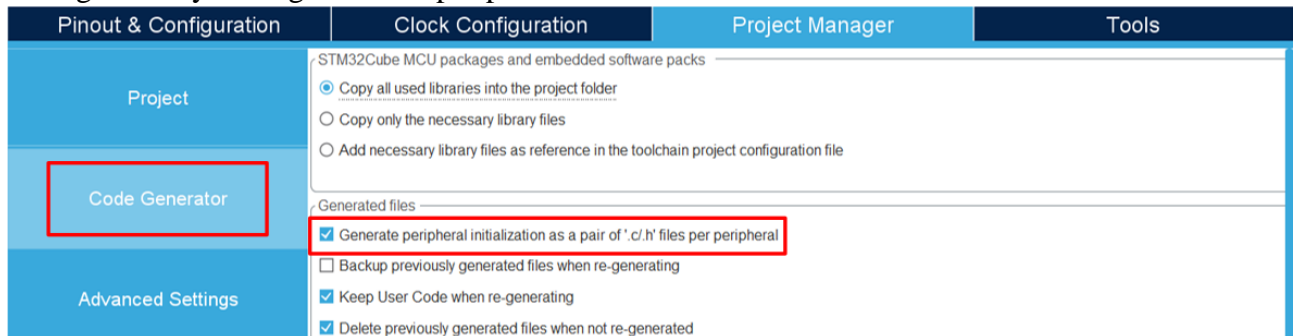 Pinout & Configuration Clock Configuration Project Manager Tools
STM32Cube MCU packages and embedded software packs
Project
Copy all used libraries into the project folder
Copy only the necessary library files
Add necessary library files as reference in the toolchain project configuration file
Code Generator
Generated files
Generate peripheral initialization as a pair of '.c/.h' files per peripheral
Backup previously generated files when re-generating
Advanced Settings
Keep User Code when re-generating
Delete previously generated files when not re-generated